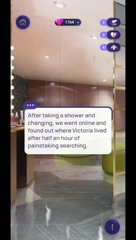 1764
After taking a shower and
changing, we went online and
found out where Victoria lived
after half an hour of
painstaking searching.